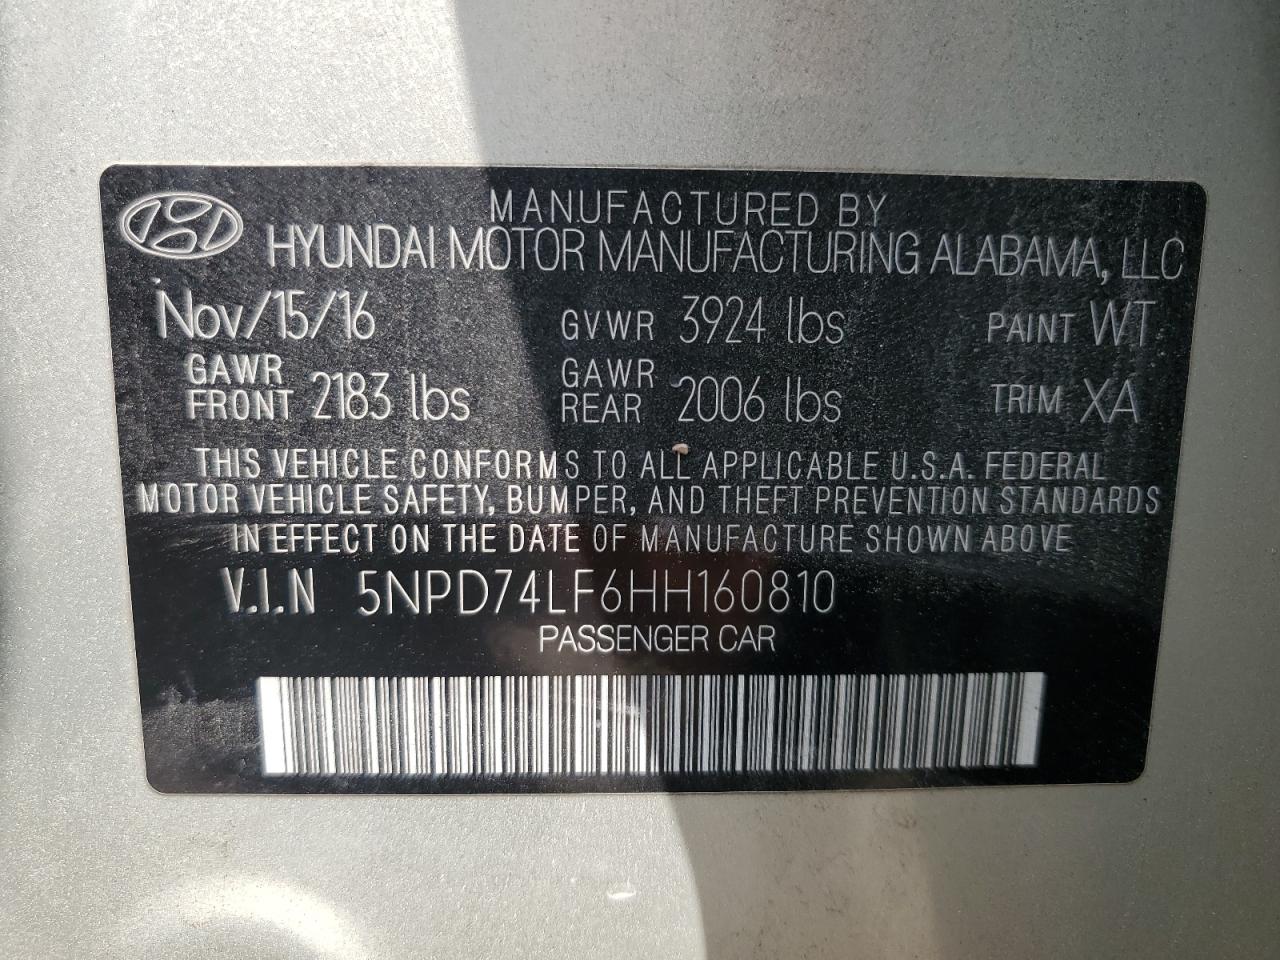 MANUFACTURED BY
HYUNDAI MOTOR MANUFACTURING ALABAMA, LLC
Nov/15/16 GVWR 3924 lbs PAINT WT
GAWR FRONT 2183 lbs GAWR REAR 2006 lbs TRIM XA
THIS VEHICLE CONFORMS TO ALL APPLICABLE U.S.A. FEDERAL
MOTOR VEHICLE SAFETY, BUMPER, AND THEFT PREVENTION STANDARDS
IN EFFECT ON THE DATE OF MANUFACTURE SHOWN ABOVE
V.I.N 5NPD74LF6HH160810
PASSENGER CAR